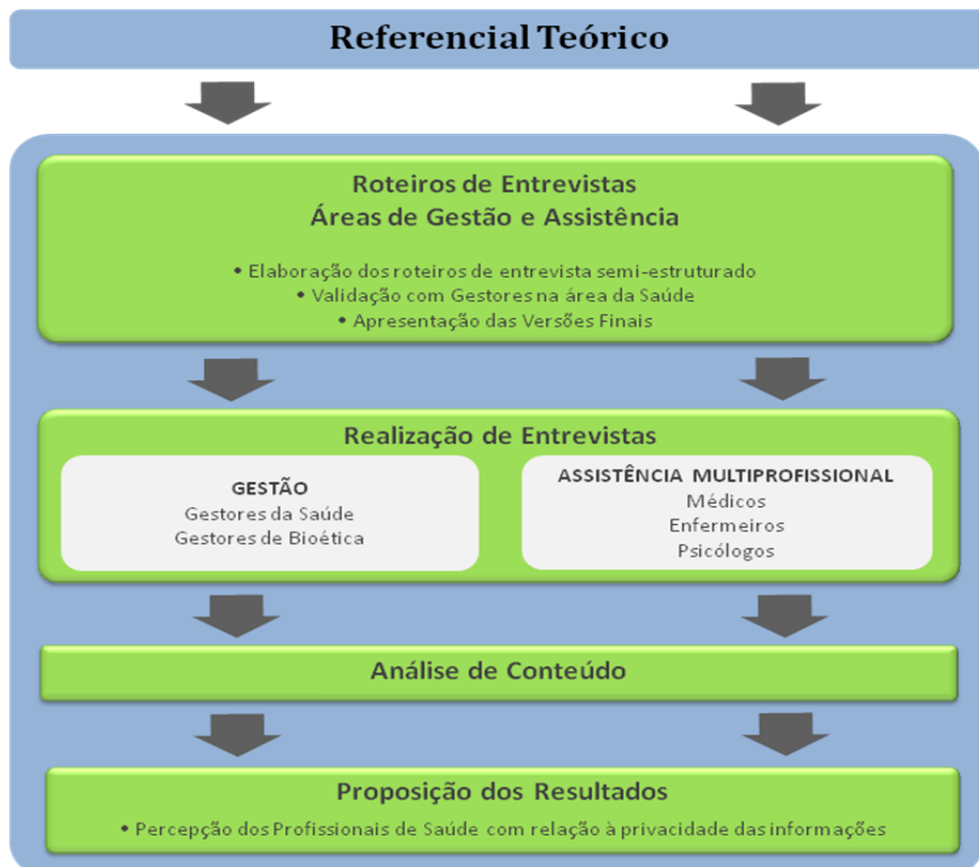 Referencial Teórico
Roteiros de Entrevistas
Áreas de Gestão e Assistência
• Elaboração dos roteiros de entrevista semi-estruturado
• Validação com Gestores na área da Saúde
• Apresentação das Versões Finais
Realização de Entrevistas
GESTÃO
Gestores da Saúde
Gestores de Bioética
ASSISTÊNCIA MULTIPROFISSIONAL
Médicos
Enfermeiros
Psicólogos
Análise de Conteúdo
Proposição dos Resultados
• Percepção dos Profissionais de Saúde com relação à privacidade das informações